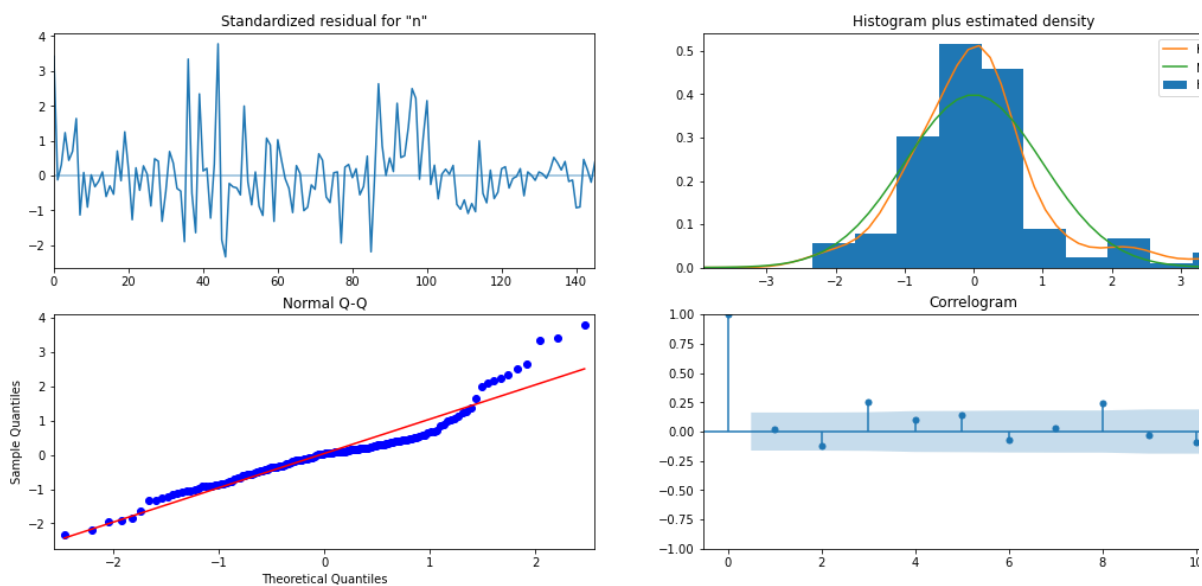 Standardized residual for "n"
4
3
2
1
0
−1
−2
0 20 40 60 80 100 120 140
Histogram plus estimated density
0.5
0.4
0.3
0.2
0.1
0.0
−3 −2 −1 0 1 2 3
Normal Q-Q
Sample Quantiles
4
3
2
1
0
−1
−2
−2 −1 0 1 2
Theoretical Quantiles
Correlogram
1.00
0.75
0.50
0.25
0.00
−0.25
−0.50
−0.75
−1.00
0 2 4 6 8 10